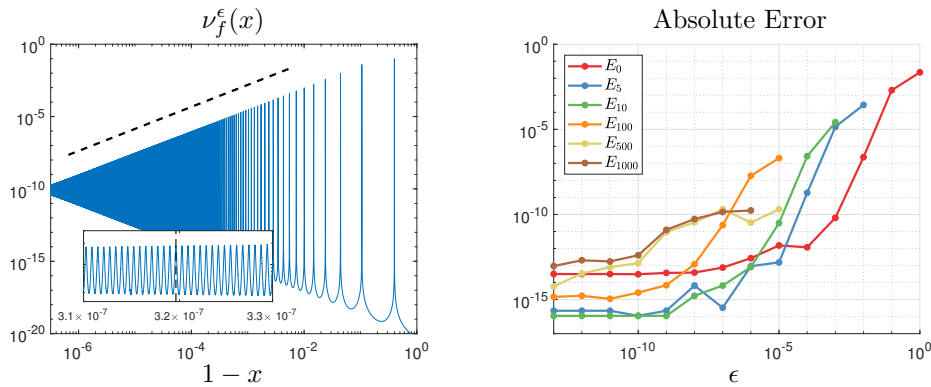 ν_f^ϵ(x)
10^0
10^-5
10^-10
10^-15
10^-20
3.1 × 10^-7
3.2 × 10^-7
3.3 × 10^-7
10^-6
10^-4
10^-2
10^0
1 − x
Absolute Error
10^0
10^-5
10^-10
10^-15
E_0
E_5
E_10
E_100
E_500
E_1000
10^-10
10^-5
10^0
ϵ